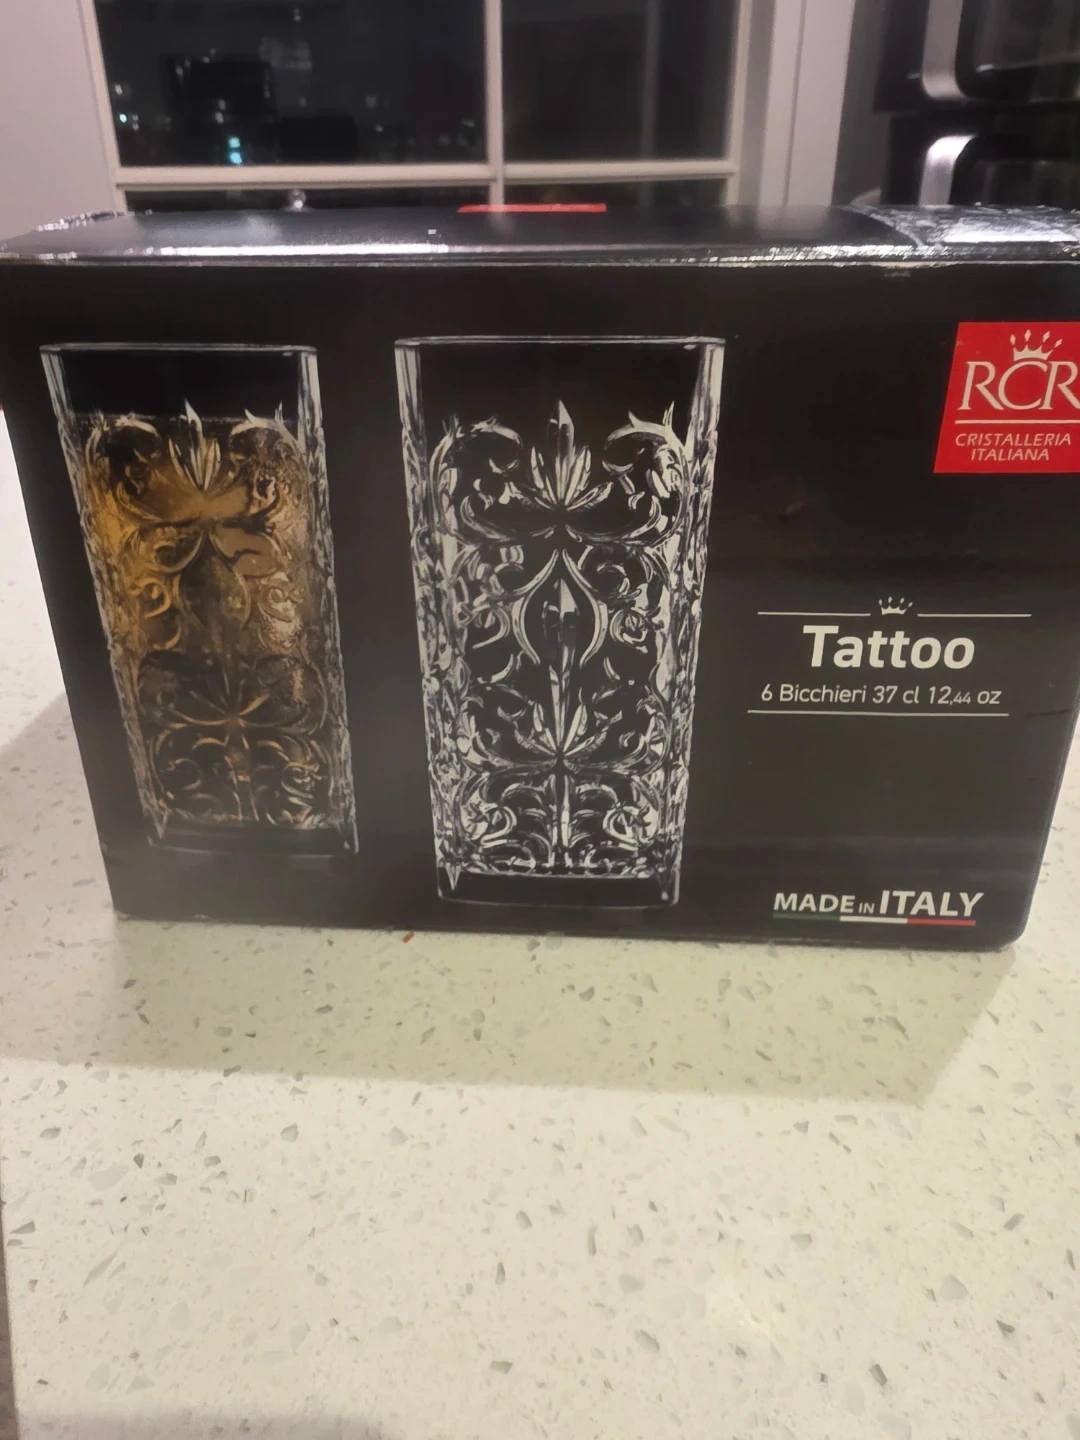 RCR
CRISTALLERIA
ITALIANA
Tattoo
6 Bicchieri 37 cl 12,44 oz
MADE IN ITALY